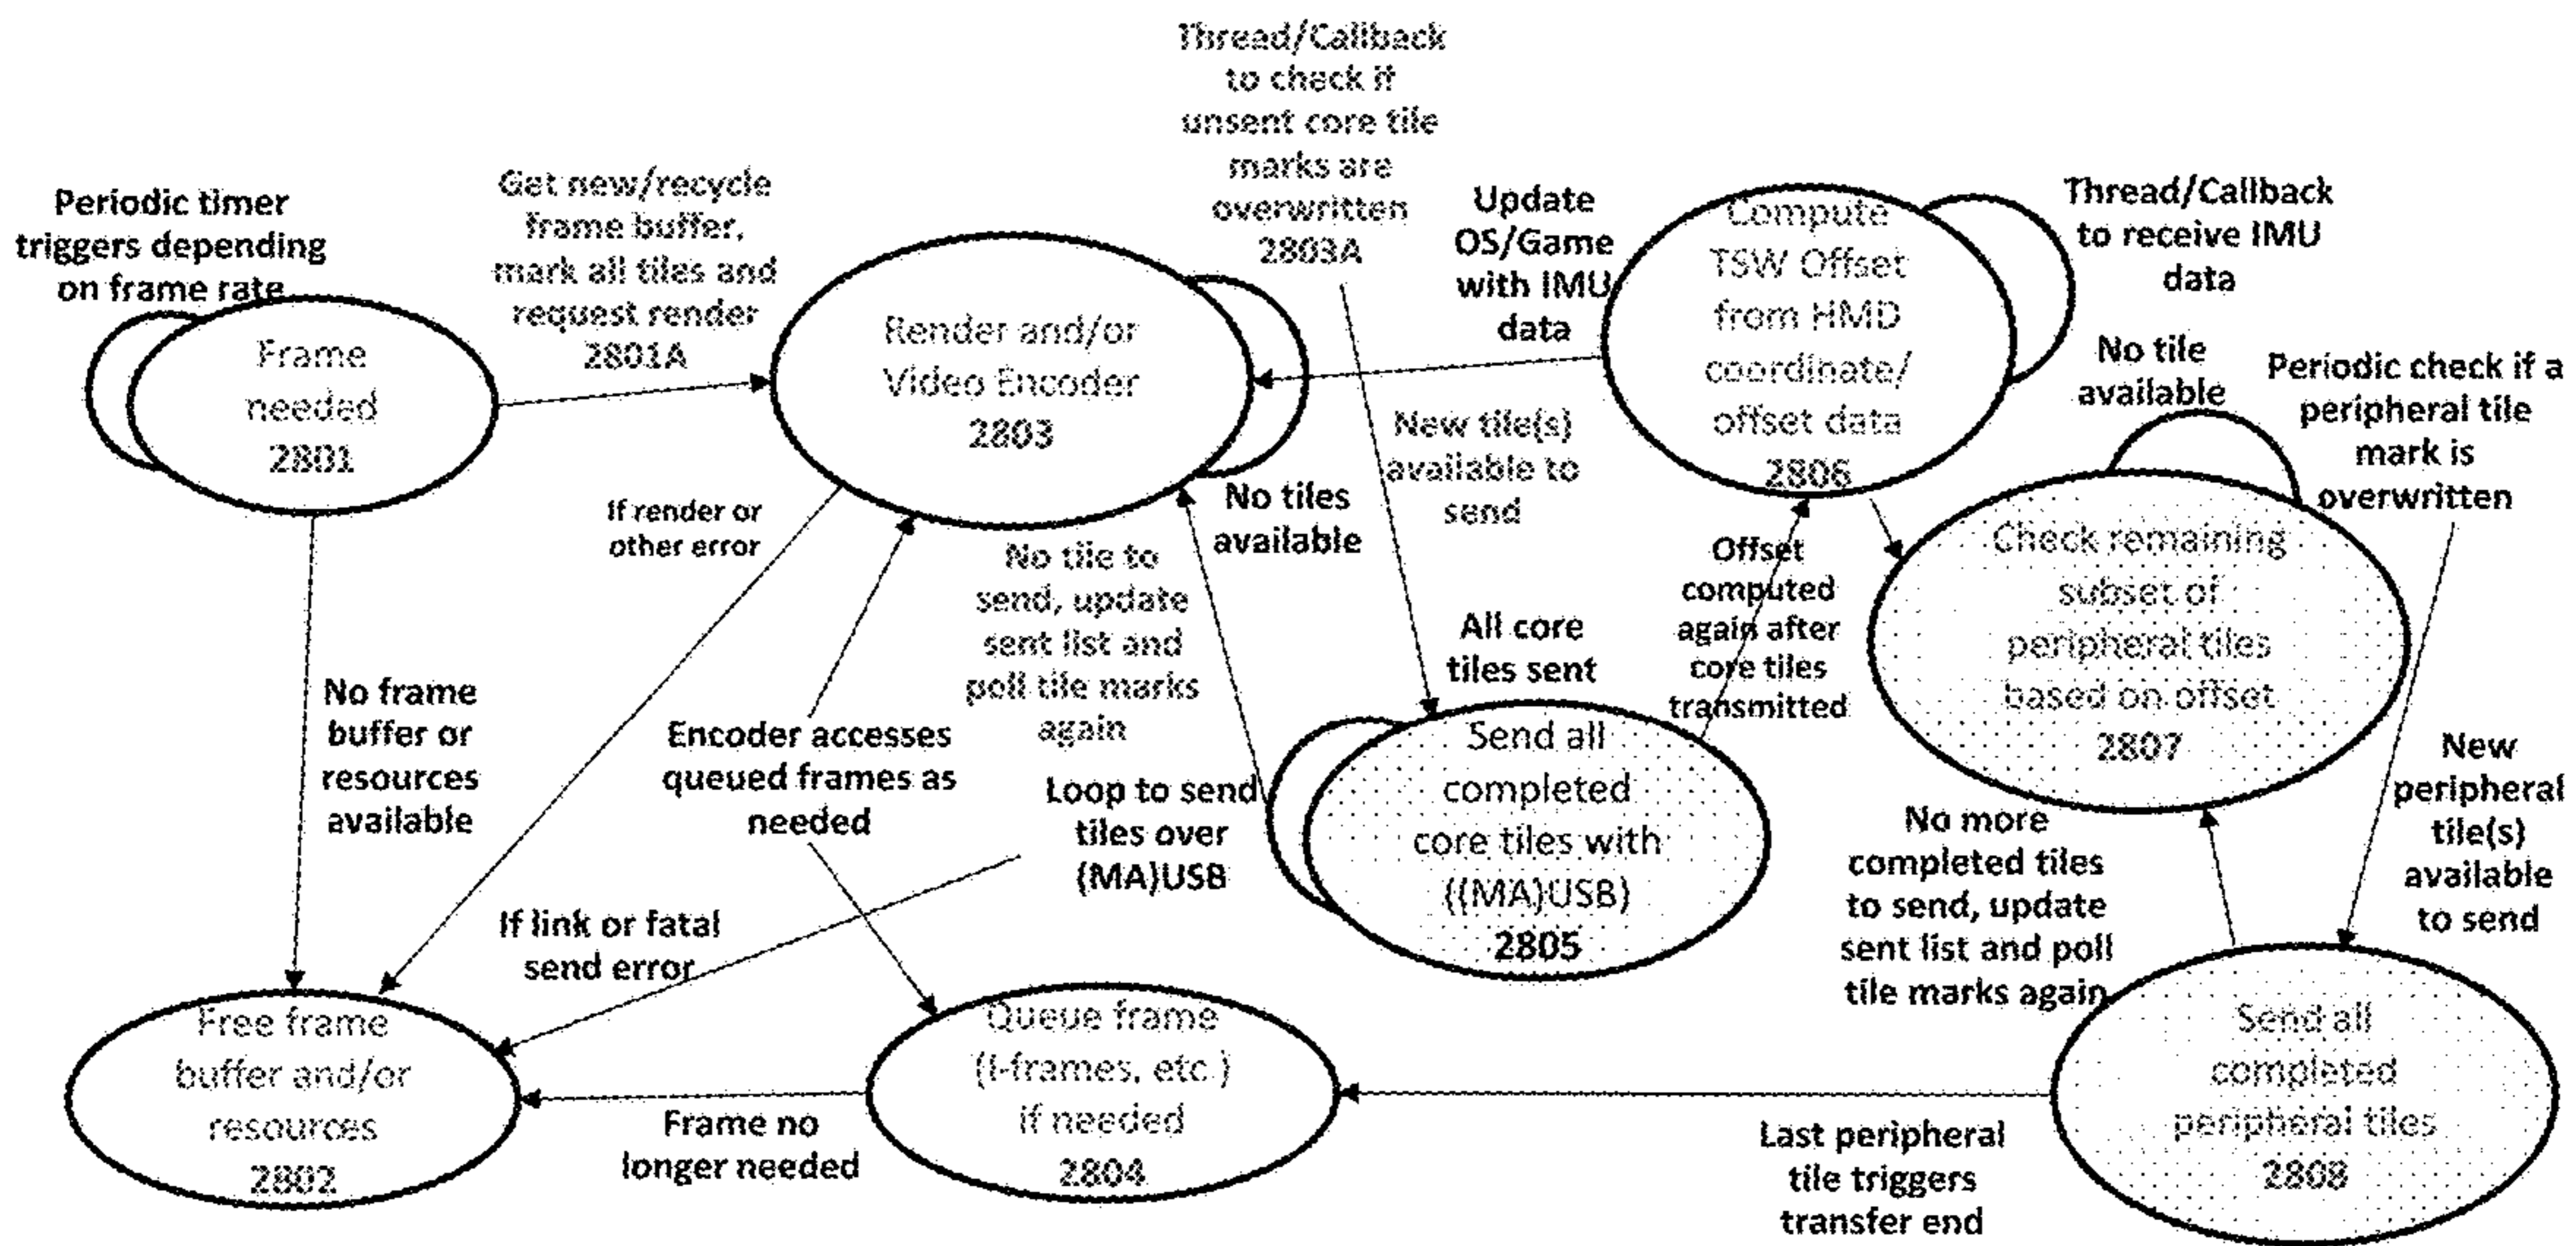 Thread/Callback
to check if
unsent core tile
marks are
overwritten
2803A
Periodic timer
triggers depending
on frame rate
Get new/recycle
frame buffer,
mark all tiles and
request render
2801A
Update
OS/Game
with IMU
data
Compute
TSW Offset
from HMD
coordinate/
offset data
2806
Thread/Callback
to receive IMU
data
Frame
needed
2801
Render and/or
Video Encoder
2803
No tile
available
Periodic check if a
peripheral tile
mark is
overwritten
New tile(s)
available to
send
No tiles
available
If render or
other error
No tile to
send, update
sent list and
poll tile marks
again
Offset
computed
again after
core tiles
transmitted
Check remaining
subset of
peripheral tiles
based on offset
2807
All core
tiles sent
No frame
buffer or
resources
available
Encoder accesses
queued frames as
needed
Loop to send
tiles over
(MA)USB
Send all
completed
core tiles with
((MA)USB)
2805
New
peripheral
tile(s)
available
to send
No more
completed tiles
to send, update
sent list and poll
tile marks again
If link or fatal
send error
Free frame
buffer and/or
resources
2802
Queue frame
(I-frames, etc.)
if needed
2804
Send all
completed
peripheral tiles
2808
Frame no
longer needed
Last peripheral
tile triggers
transfer end